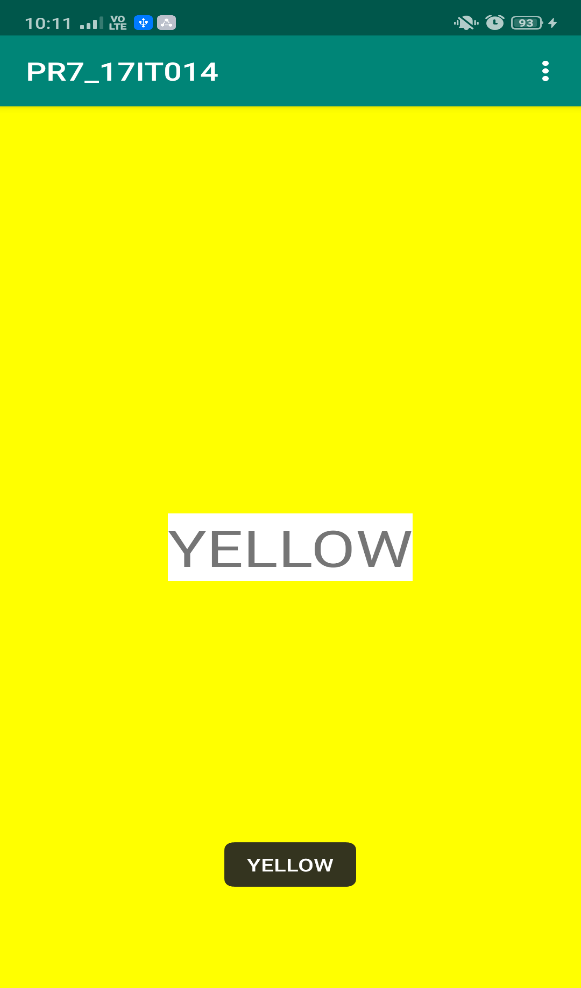 10:11 VO LTE 93
PR7_17IT014
YELLOW
YELLOW